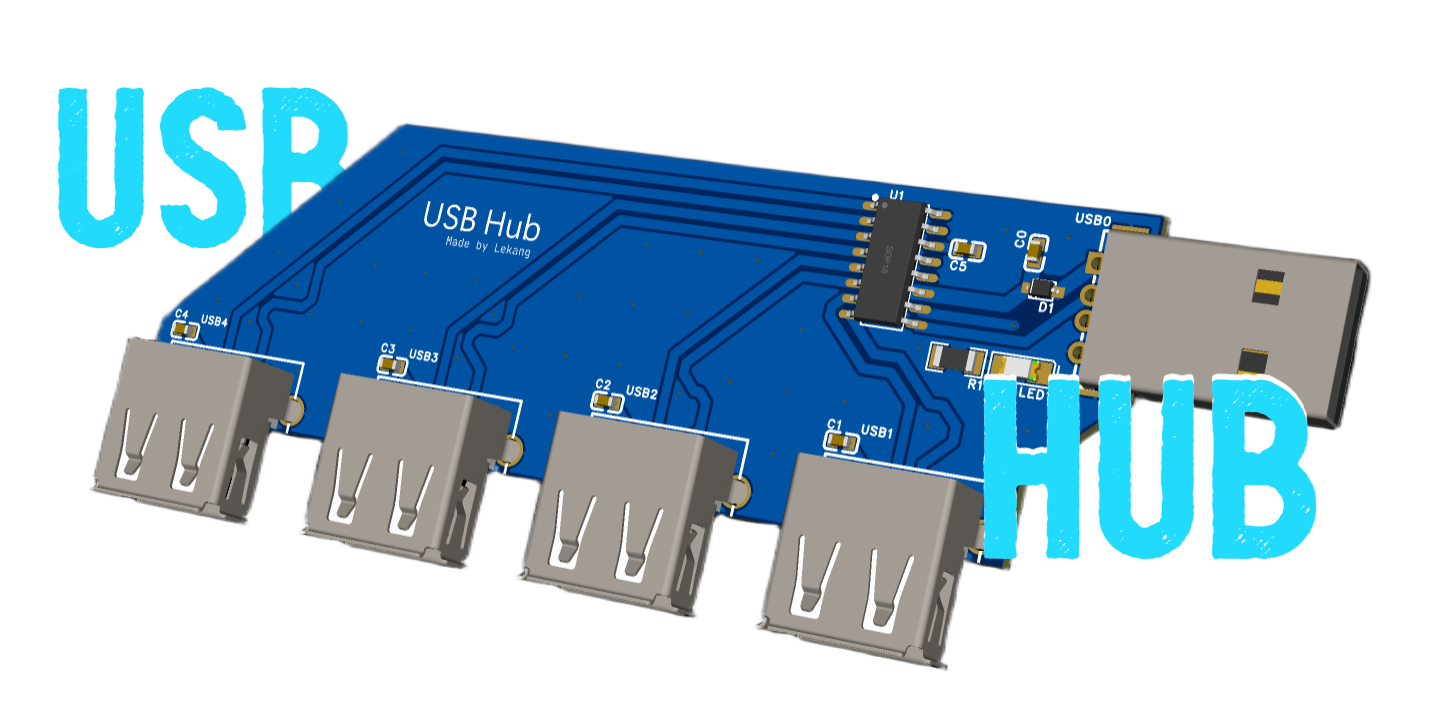 USB
USB Hub
Made by Lekang
U1
USB0
C0
C5
D1
R1
LED1
C4
USB4
C3
USB3
C2
USB2
C1
USB1
SOP16
HUB